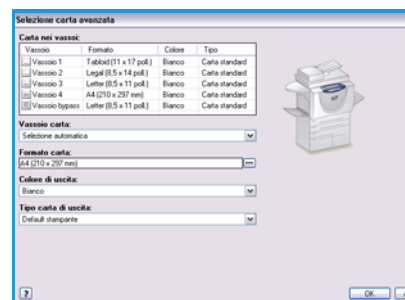 Selezione carta avanzata
Carta nei vassoi:
Vassoio Formato Colore Tipo
Vassoio 1 Tabloid (11 x 17 poll.) Bianco Carta standard
Vassoio 2 Legal (8,5 x 14 poll.) Bianco Carta standard
Vassoio 3 Letter (8,5 x 11 poll.) Bianco Carta standard
Vassoio 4 A4 (210 x 297 mm) Bianco Carta standard
Vassoio bypass Letter (8,5 x 11 poll.) Bianco Carta standard
Vassoio carta:
Selezione automatica
Formato carta:
A4 (210 x 297 mm)
Colore di uscita:
Bianco
Tipo carta di uscita:
Default stampante
? OK